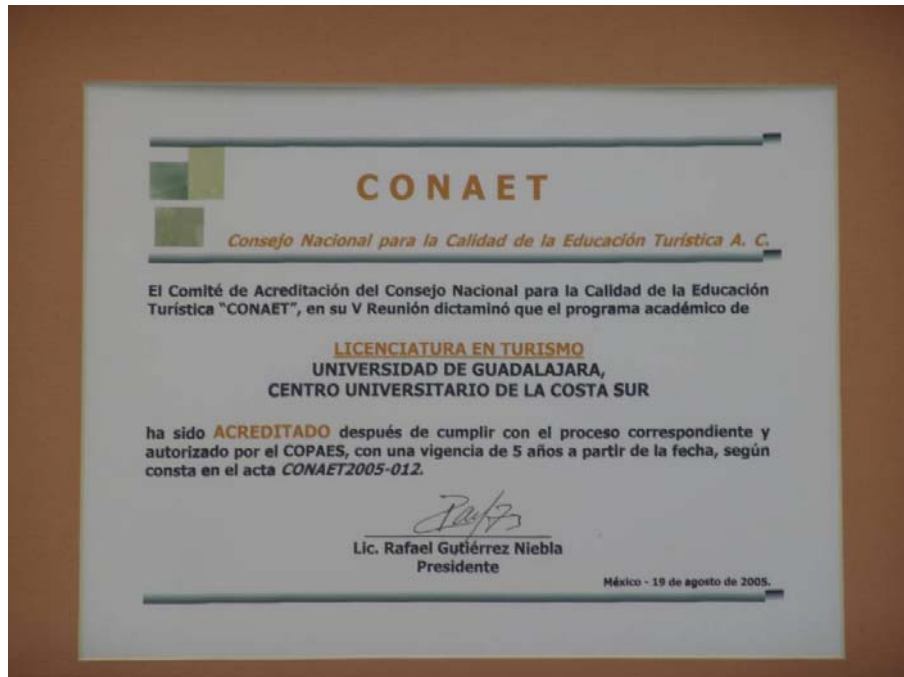 CONAET
Consejo Nacional para la Calidad de la Educación Turística A. C.
El Comité de Acreditación del Consejo Nacional para la Calidad de la Educación
Turística "CONAET", en su V Reunión dictaminó que el programa académico de
LICENCIATURA EN TURISMO
UNIVERSIDAD DE GUADALAJARA,
CENTRO UNIVERSITARIO DE LA COSTA SUR
ha sido ACREDITADO después de cumplir con el proceso correspondiente y
autorizado por el COPAES, con una vigencia de 5 años a partir de la fecha, según
consta en el acta CONAET2005-012.
Lic. Rafael Gutiérrez Niebla
Presidente
México - 19 de agosto de 2005.